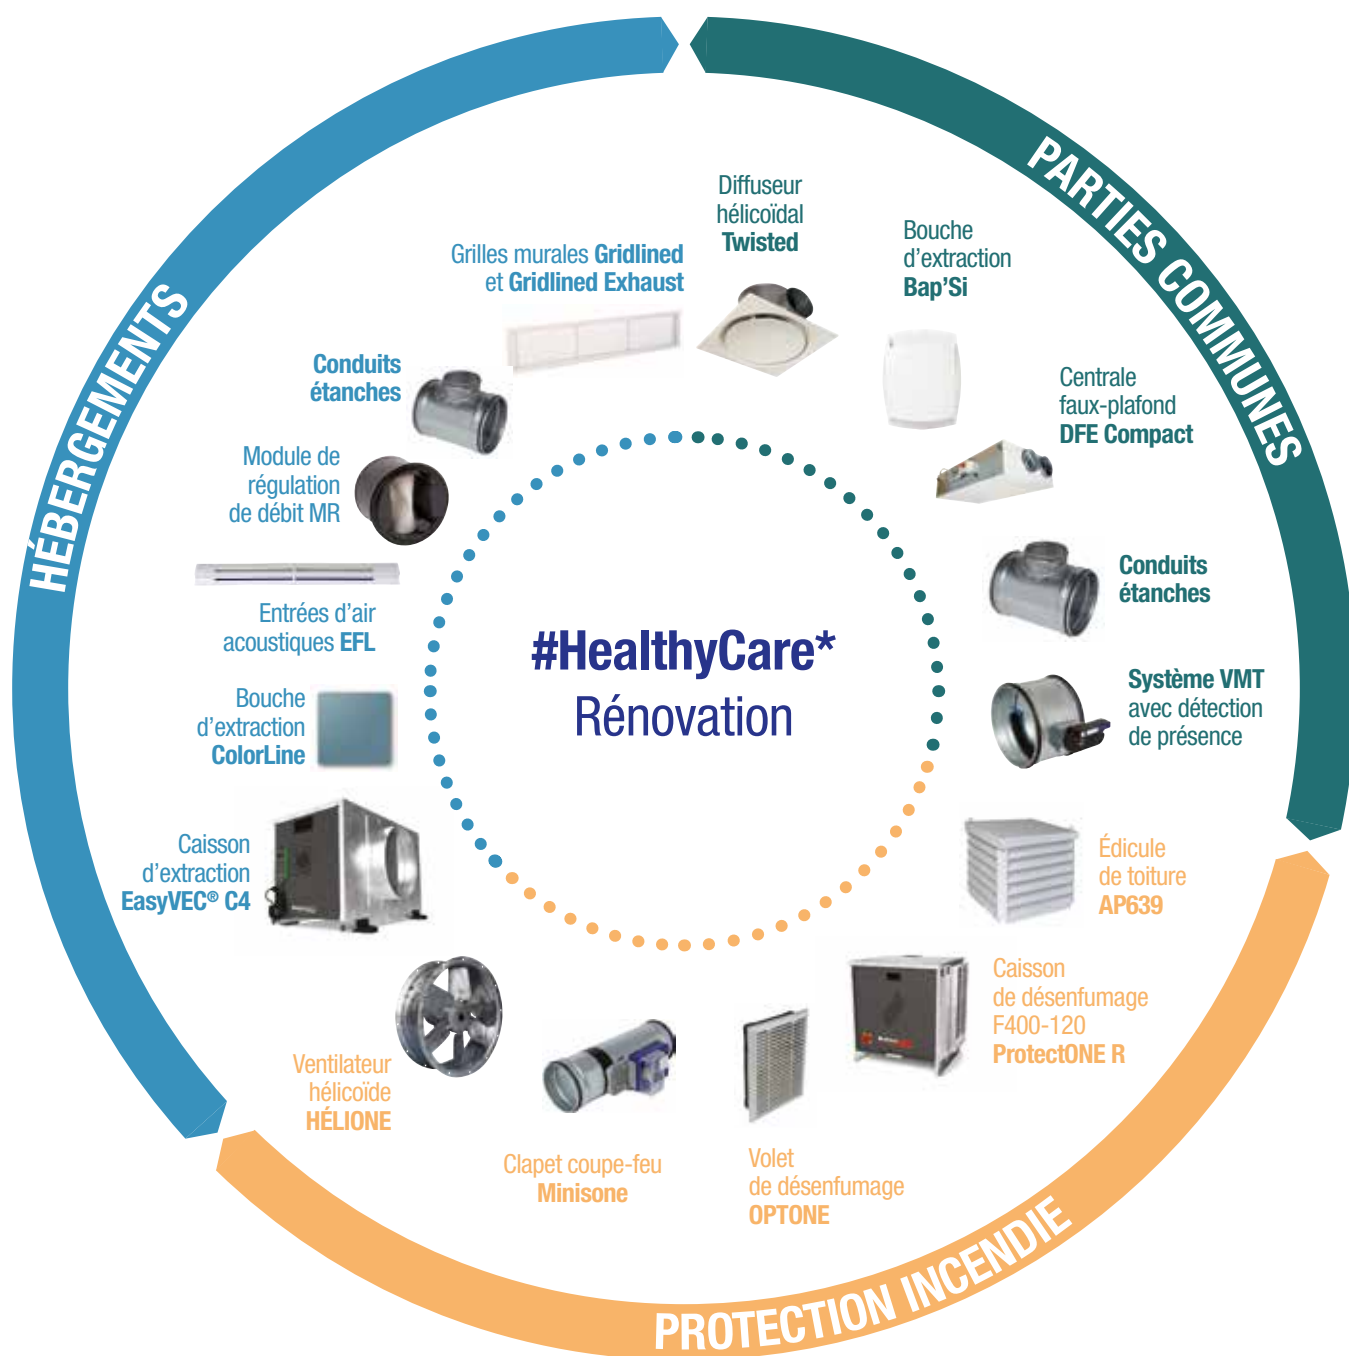 HÉBERGEMENTS
PARTIES COMMUNES
PROTECTION INCENDIE
#HealthyCare*
Rénovation
Grilles murales Gridlined
et Gridlined Exhaust
Conduits
étanches
Module de
régulation
de débit MR
Entrées d’air
acoustiques EFL
Bouche
d’extraction
ColorLine
Caisson
d’extraction
EasyVEC® C4
Diffuseur
hélicoïdal
Twisted
Bouche
d’extraction
Bap’Si
Centrale
faux-plafond
DFE Compact
Conduits
étanches
Système VMT
avec détection
de présence
Édicule
de toiture
AP639
Caisson
de désenfumage
F400-120
ProtectONE R
Volet
de désenfumage
OPTONE
Clapet coupe-feu
Minisone
Ventilateur
hélicoïde
HÉLIONE